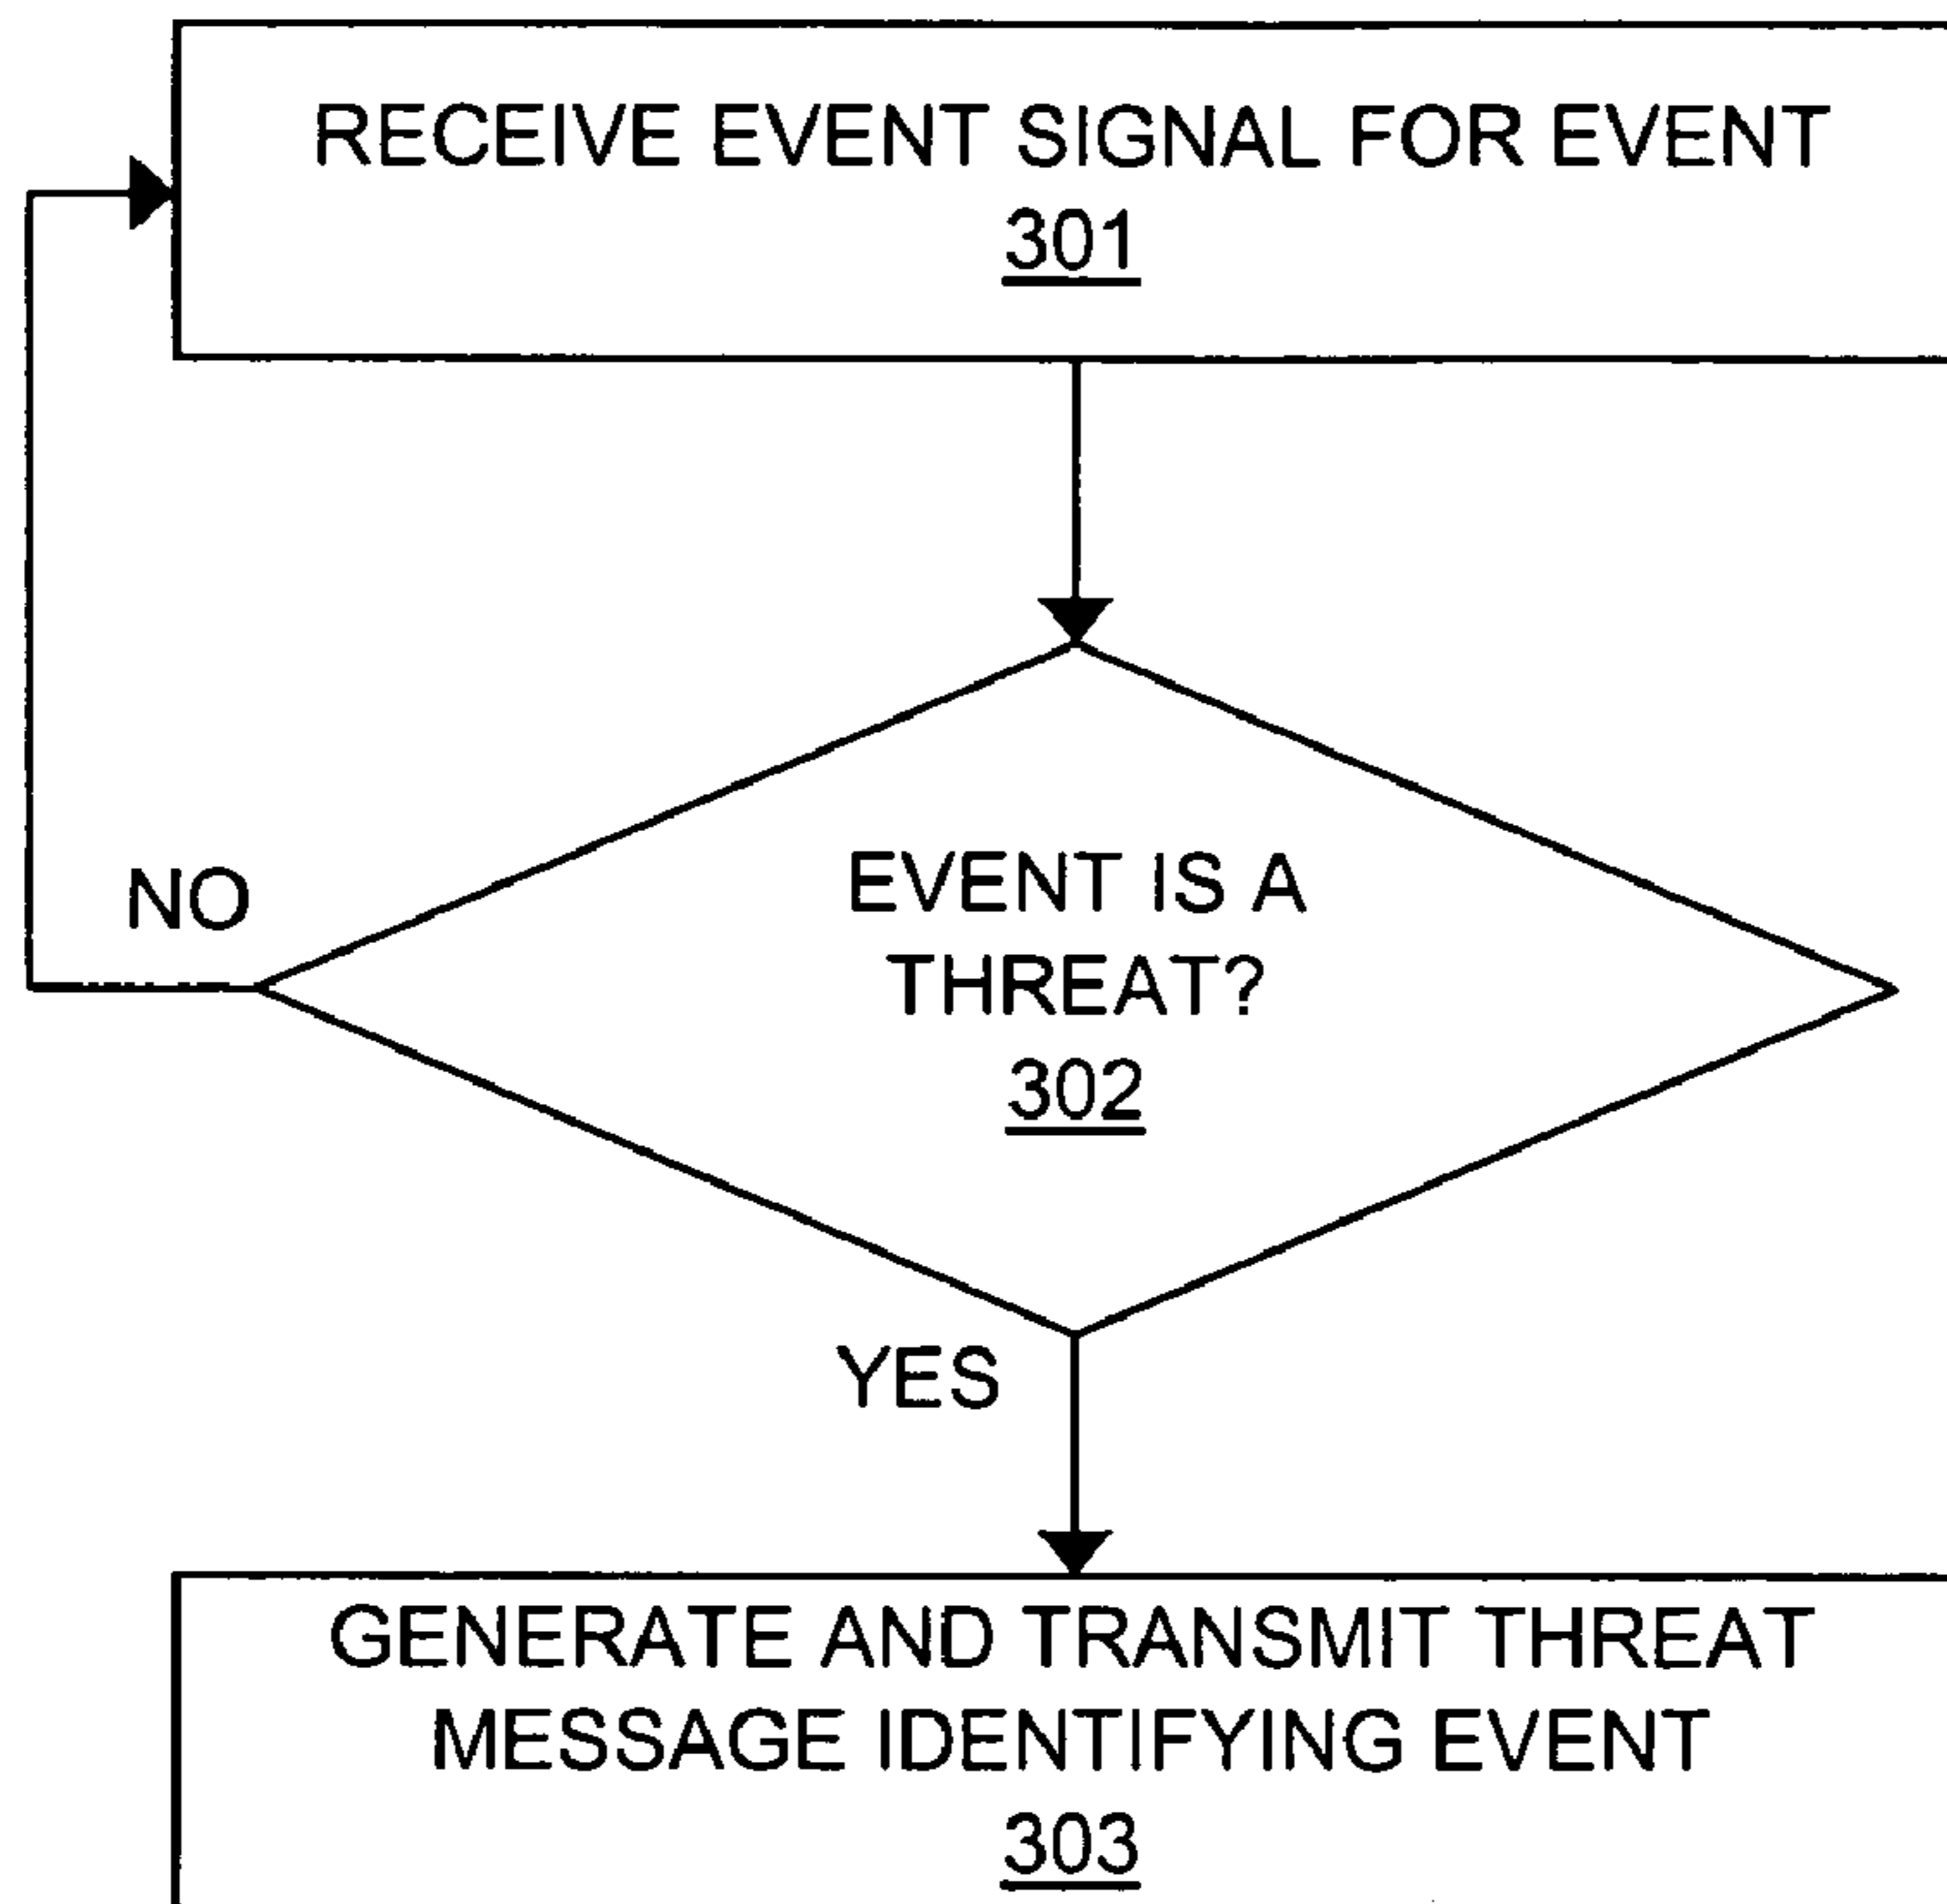 RECEIVE EVENT SIGNAL FOR EVENT
301
NO
EVENT IS A
THREAT?
302
YES
GENERATE AND TRANSMIT THREAT
MESSAGE IDENTIFYING EVENT
303